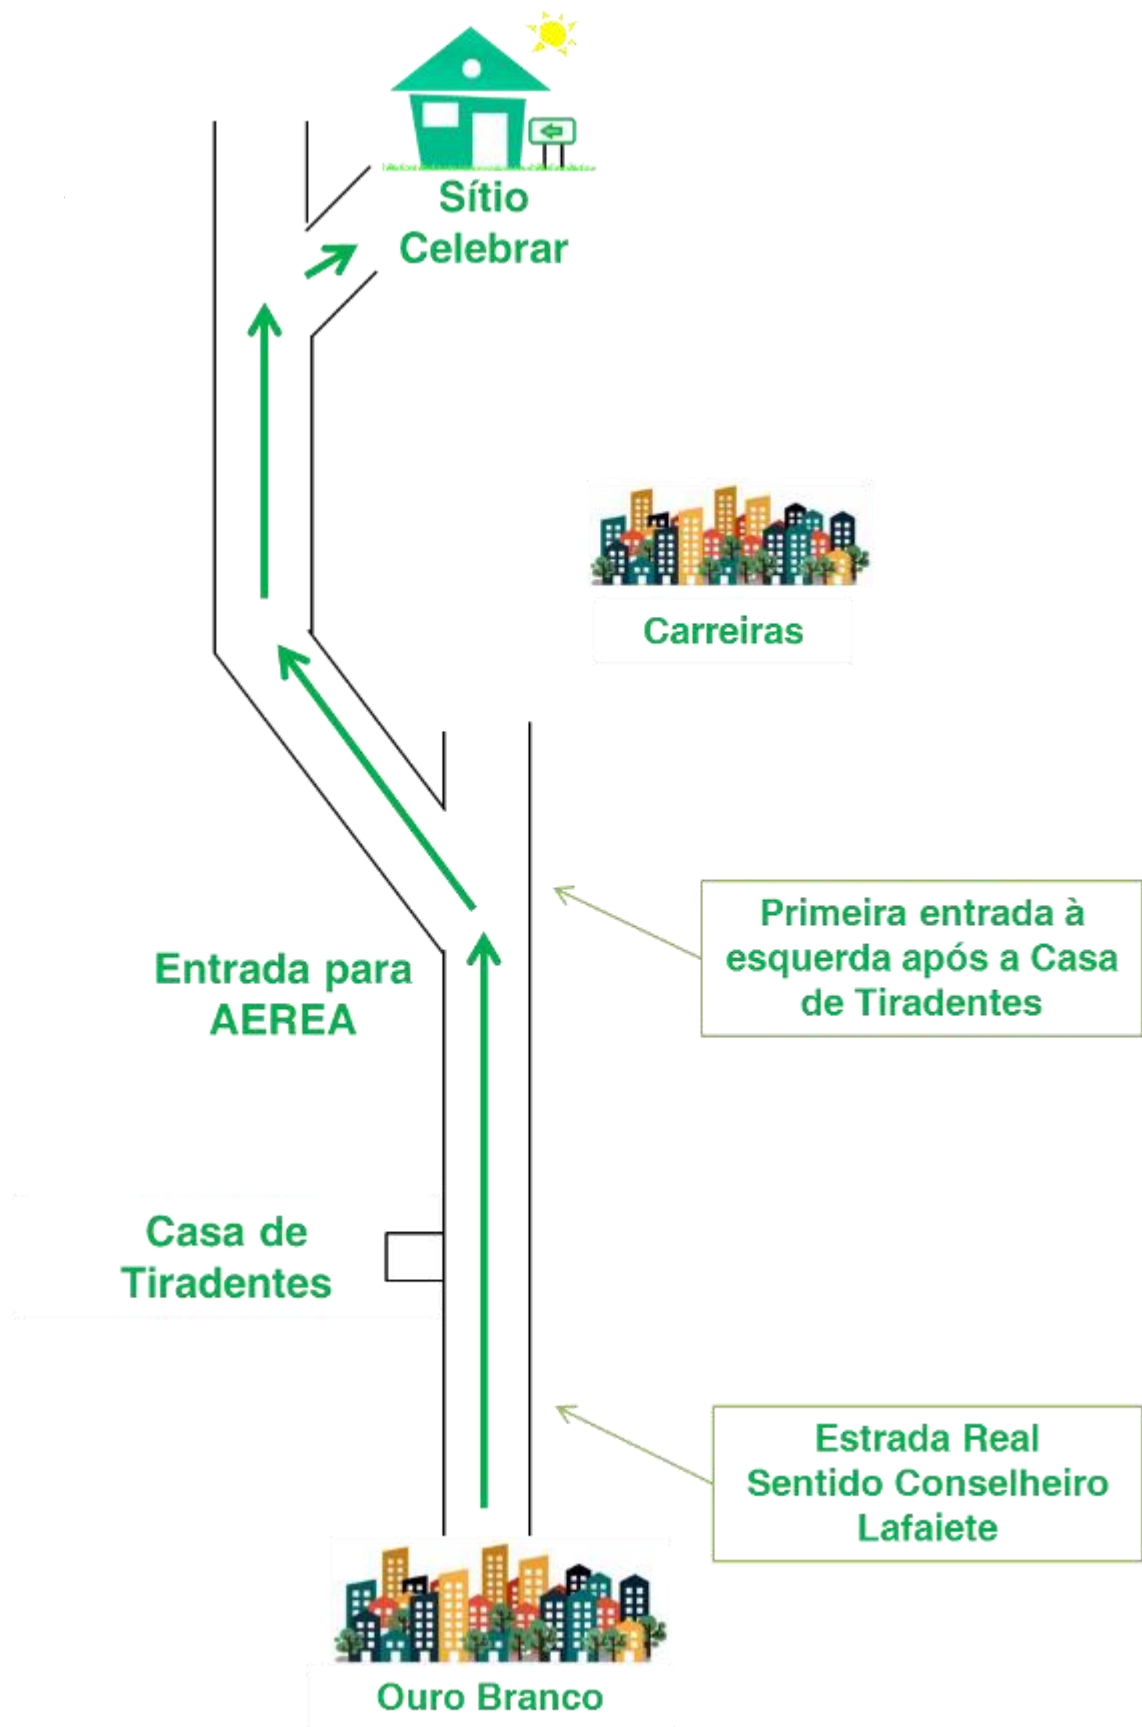 Sítio
Celebrar
Carreiras
Primeira entrada à
esquerda após a Casa
de Tiradentes
Entrada para
AEREA
Casa de
Tiradentes
Estrada Real
Sentido Conselheiro
Lafaiete
Ouro Branco